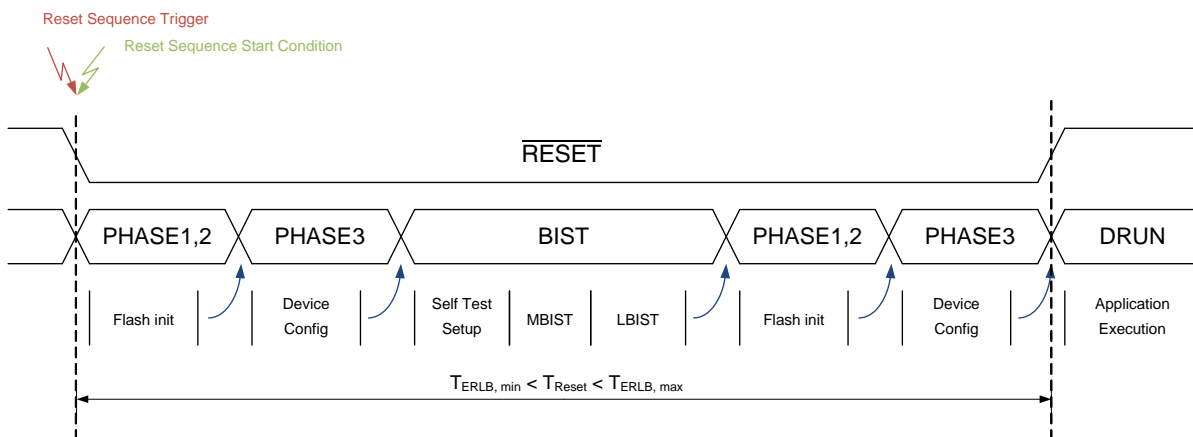 Reset Sequence Trigger
Reset Sequence Start Condition
RESET
PHASE1,2
PHASE3
BIST
PHASE1,2
PHASE3
DRUN
Flash init
Device
Config
Self Test
Setup
MBIST
LBIST
Flash init
Device
Config
Application
Execution
TERLB, min < TReset < TERLB, max